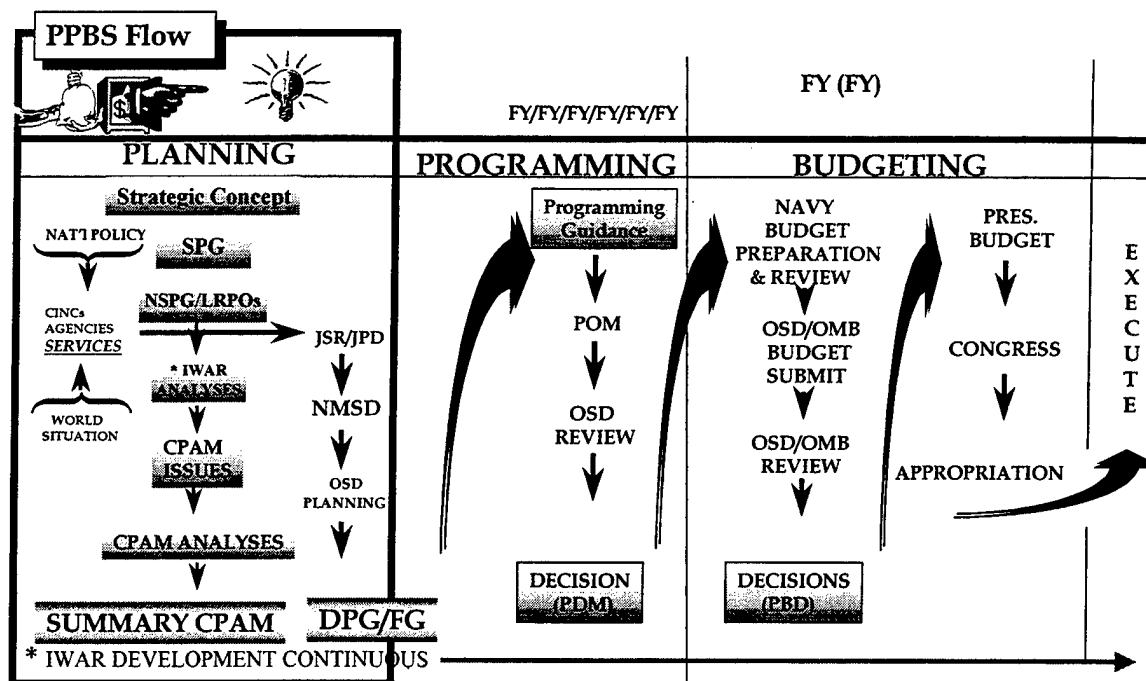 PPBS Flow
$
FY (FY)
FY/FY/FY/FY/FY/FY
PLANNING
PROGRAMMING
BUDGETING
Strategic Concept
NAT'l POLICY
SPG
NSPG/LRPOs
CINCs
AGENCIES
SERVICES
* IWAR
ANALYSES
WORLD
SITUATION
CPAM
ISSUES
CPAM ANALYSES
SUMMARY CPAM
JSR/JPD
NMSD
OSD
PLANNING
DPG/FG
* IWAR DEVELOPMENT CONTINUOUS
Programming
Guidance
POM
OSD
REVIEW
DECISION
(PDM)
NAVY
BUDGET
PREPARATION
& REVIEW
OSD/OMB
BUDGET
SUBMIT
OSD/OMB
REVIEW
DECISIONS
(PBD)
PRES.
BUDGET
CONGRESS
APPROPRIATION
EXECUTE